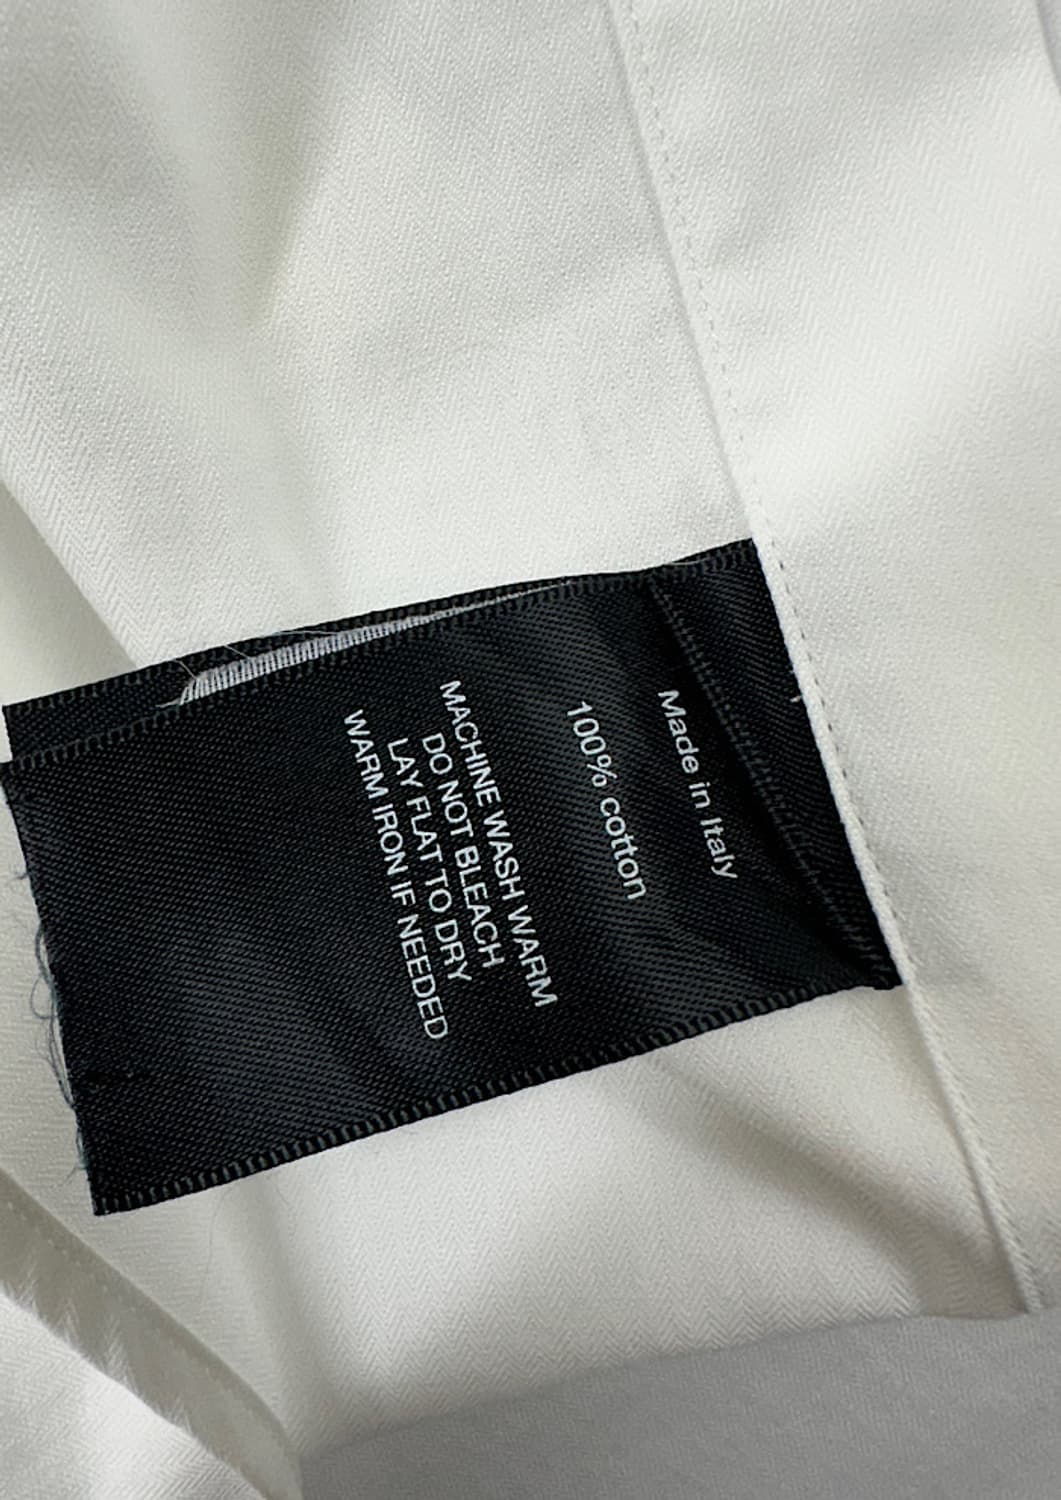 Made in Italy
100% cotton
MACHINE WASH WARM
DO NOT BLEACH
LAY FLAT TO DRY
WARM IRON IF NEEDED